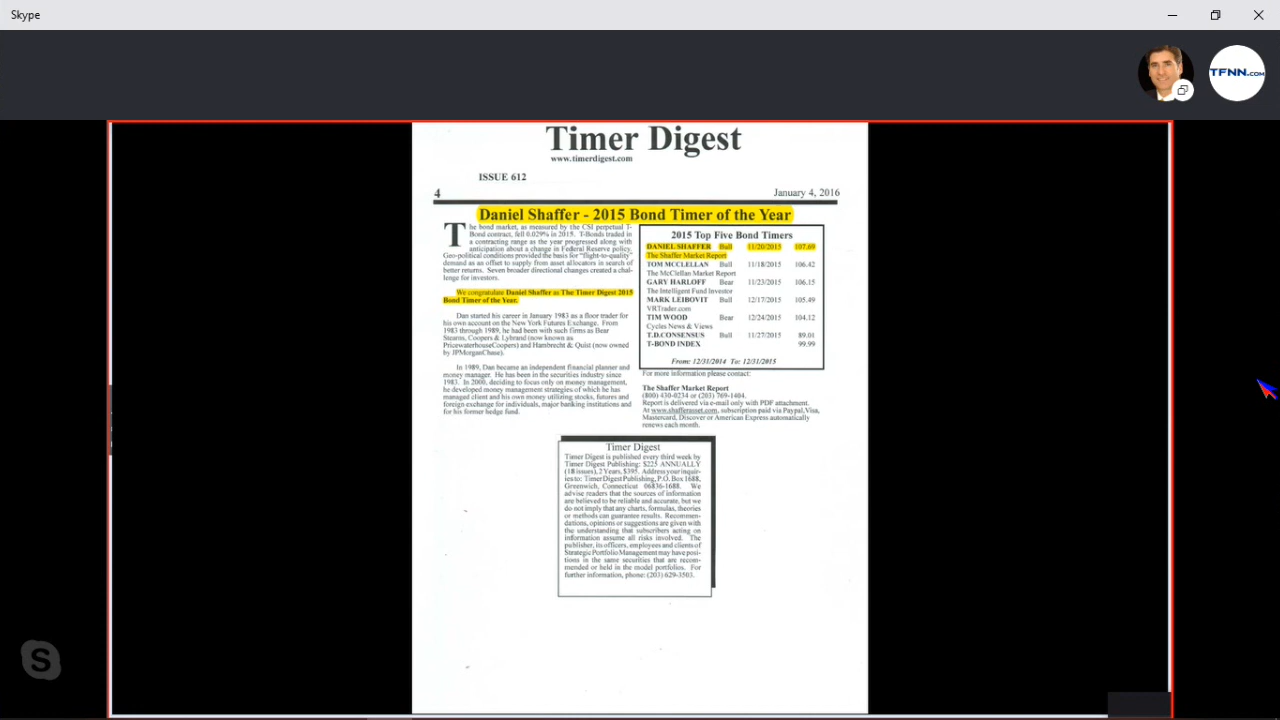 Skype
TFNN.COM
Timer Digest
www.timerdigest.com
ISSUE 612
4
January 4, 2016
Daniel Shaffer - 2015 Bond Timer of the Year
The bond market, as measured by the CSI perpetual T-
Bond contract, fell 0.029% in 2015. T-Bonds traded in
a contracting range as the year progressed along with
anticipation about a change in Federal Reserve policy.
Geo-political conditions provided the basis for "flight-to-quality"
demand as an offset to supply from asset allocators in search of
better returns. Seven broader directional changes created a chal-
lenge for investors.
We congratulate Daniel Shaffer as The Timer Digest 2015
Bond Timer of the Year.
Dan started his career in January 1983 as a floor trader for
his own account on the New York Futures Exchange. From
1983 through 1989, he had been with such firms as Bear
Stearns, Coopers & Lybrand (now known as
PricewaterhouseCoopers) and Hambrecht & Quist (now owned
by JPMorganChase).
In 1989, Dan became an independent financial planner and
money manager. He has been in the securities industry since
1983. In 2000, deciding to focus only on money management,
he developed money management strategies of which he has
managed client and his own money utilizing stocks, futures and
foreign exchange for individuals, major banking institutions and
for his former hedge fund.
2015 Top Five Bond Timers
DANIEL SHAFFER Bull 11/20/2015 107.69
The Shaffer Market Report
TOM MCCLELLAN Bull 11/18/2015 106.42
The McClellan Market Report
GARY HARLOFF Bear 11/23/2015 106.15
The Intelligent Fund Investor
MARK LEIBOVIT Bull 12/17/2015 105.49
VRTrader.com
TIM WOOD Bear 12/24/2015 104.12
Cycles News & Views
T.D.CONSENSUS Bull 11/27/2015 89.01
T-BOND INDEX 99.99
From: 12/31/2014 To: 12/31/2015
For more information please contact:
The Shaffer Market Report
(800) 430-0234 or (203) 769-1404.
Report is delivered via e-mail only with PDF attachment.
At www.shafferasset.com, subscription paid via Paypal,Visa,
Mastercard, Discover or American Express automatically
renews each month.
Timer Digest
Timer Digest is published every third week by
Timer Digest Publishing: $225 ANNUALLY
(18 issues), 2 Years, $395. Address your inquir-
ies to: Timer Digest Publishing, P.O. Box 1688,
Greenwich, Connecticut 06836-1688. We
advise readers that the sources of information
are believed to be reliable and accurate, but we
do not imply that any charts, formulas, theories
or methods can guarantee results. Recommen-
dations, opinions or suggestions are given with
the understanding that subscribers acting on
information assume all risks involved. The
publisher, its officers, employees and clients of
Strategic Portfolio Management may have posi-
tions in the same securities that are recom-
mended or held in the model portfolios. For
further information, phone: (203) 629-3503.